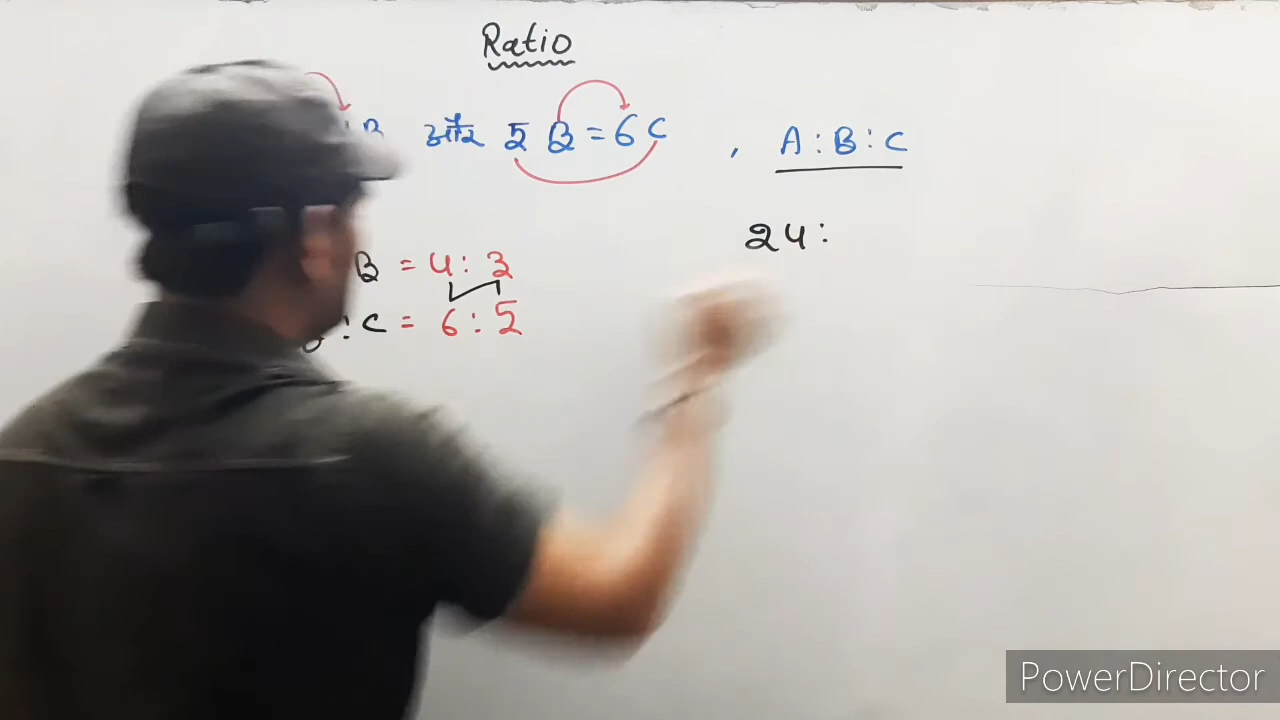 Ratio
B और 5 B = 6 C , A : B : C
24 :
B = 4 : 3
B : C = 6 : 5
PowerDirector